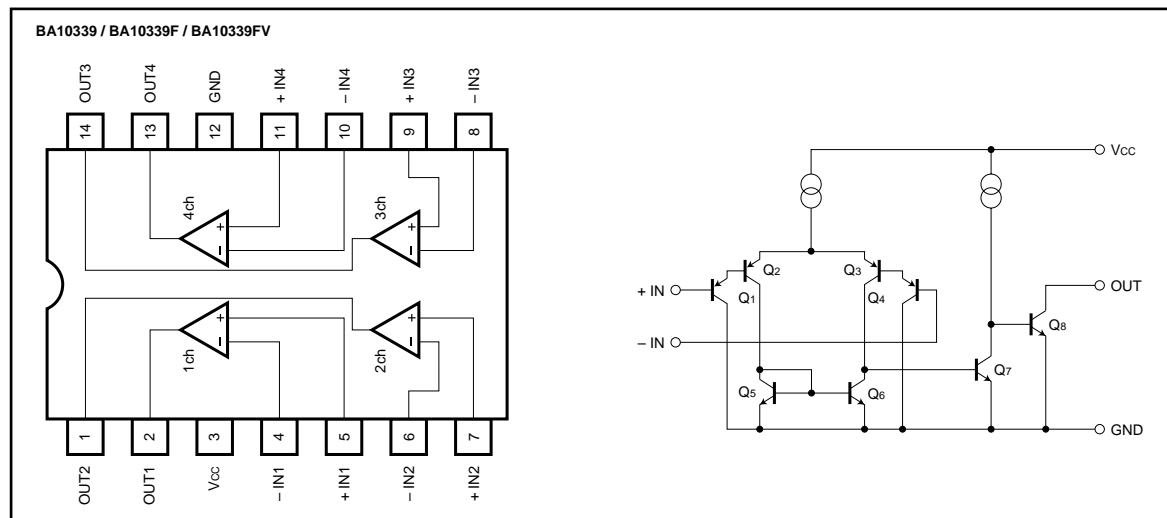 BA10339 / BA10339F / BA10339FV
OUT3
OUT4
GND
+ IN4
– IN4
+ IN3
– IN3
14
13
12
11
10
9
8
4ch
+
–
3ch
+
–
1ch
+
–
2ch
+
–
1
2
3
4
5
6
7
OUT2
OUT1
VCC
– IN1
+ IN1
– IN2
+ IN2
VCC
Q2
Q3
+ IN
Q1
Q4
OUT
Q8
– IN
Q7
Q5
Q6
GND